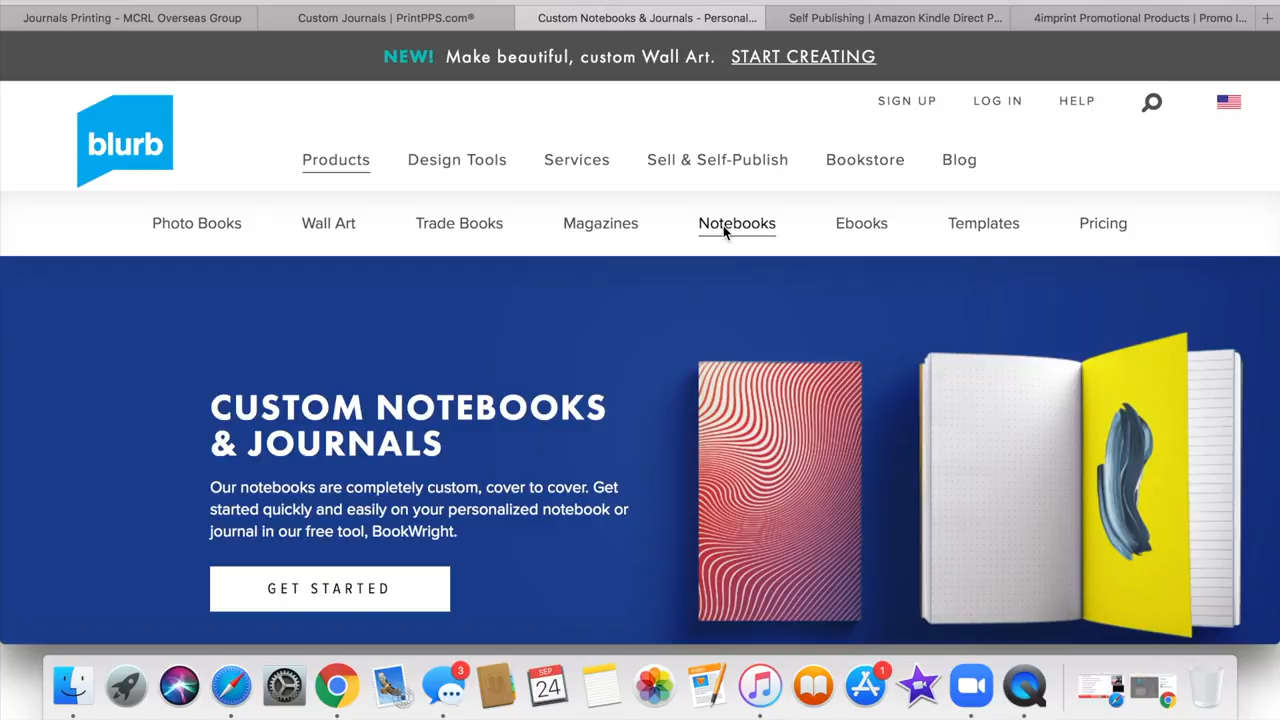 Journals Printing - MCRL Overseas Group
Custom Journals | PrintPPS.com®
Custom Notebooks & Journals - Personal...
Self Publishing | Amazon Kindle Direct P...
4imprint Promotional Products | Promo I...
NEW! Make beautiful, custom Wall Art. START CREATING
SIGN UP
LOG IN
HELP
blurb
Products
Design Tools
Services
Sell & Self-Publish
Bookstore
Blog
Photo Books
Wall Art
Trade Books
Magazines
Notebooks
Ebooks
Templates
Pricing
CUSTOM NOTEBOOKS
& JOURNALS
Our notebooks are completely custom, cover to cover. Get
started quickly and easily on your personalized notebook or
journal in our free tool, BookWright.
GET STARTED
3
SEP
24
1